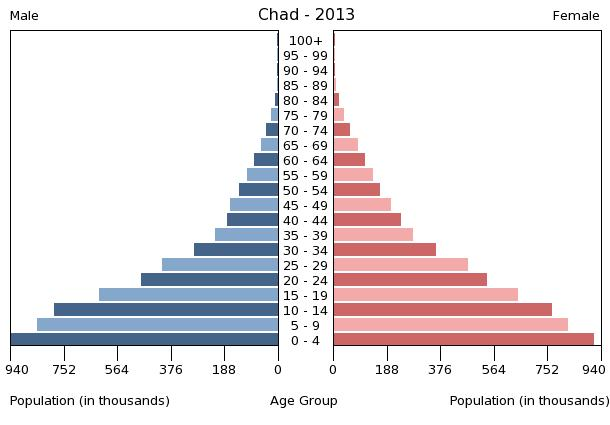 Male Chad - 2013 Female
100+
95 - 99
90 - 94
85 - 89
80 - 84
75 - 79
70 - 74
65 - 69
60 - 64
55 - 59
50 - 54
45 - 49
40 - 44
35 - 39
30 - 34
25 - 29
20 - 24
15 - 19
10 - 14
5 - 9
0 - 4
940 752 564 376 188 0 0 188 376 564 752 940
Population (in thousands) Age Group Population (in thousands)